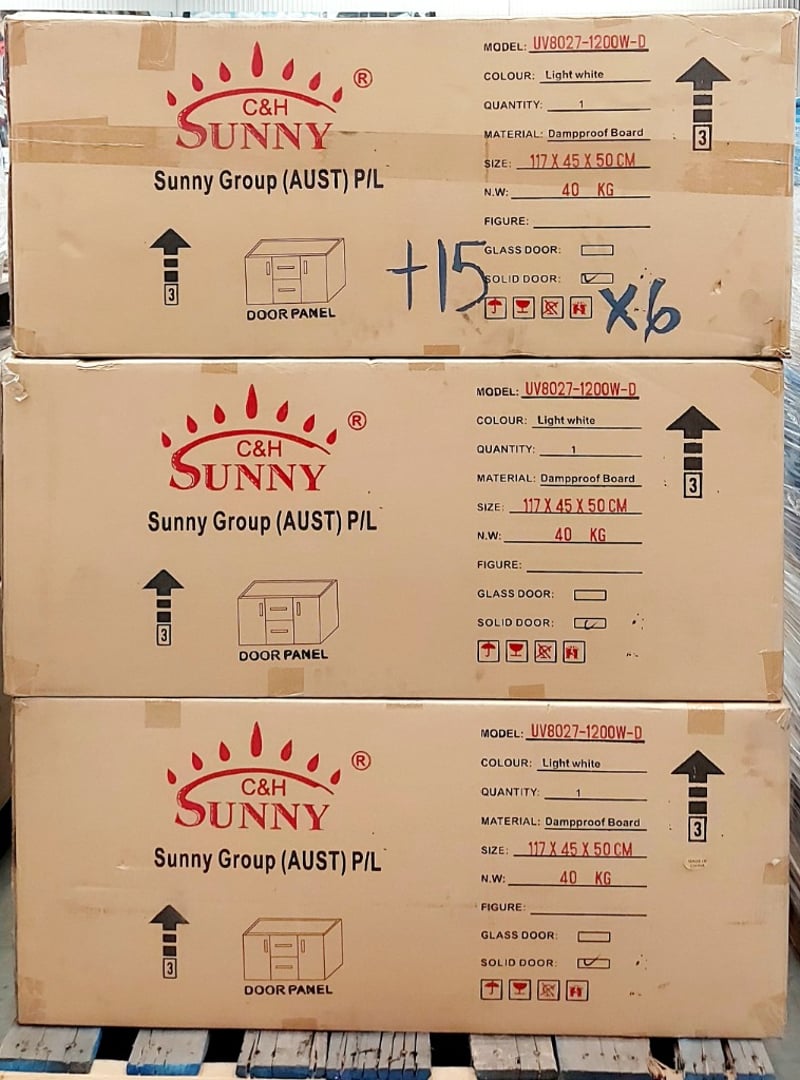 C&H
SUNNY
®
Sunny Group (AUST) P/L
3
DOOR PANEL
MODEL: UV8027-1200W-D
COLOUR: Light white
QUANTITY: 1
MATERIAL: Dampproof Board
SIZE: 117 X 45 X 50 CM
N.W: 40 KG
FIGURE:
GLASS DOOR:
SOLID DOOR:
3
+15
X6
C&H
SUNNY
®
Sunny Group (AUST) P/L
3
DOOR PANEL
MODEL: UV8027-1200W-D
COLOUR: Light white
QUANTITY: 1
MATERIAL: Dampproof Board
SIZE: 117 X 45 X 50 CM
N.W: 40 KG
FIGURE:
GLASS DOOR:
SOLID DOOR:
3
C&H
SUNNY
®
Sunny Group (AUST) P/L
3
DOOR PANEL
MODEL: UV8027-1200W-D
COLOUR: Light white
QUANTITY: 1
MATERIAL: Dampproof Board
SIZE: 117 X 45 X 50 CM
N.W: 40 KG
FIGURE:
GLASS DOOR:
SOLID DOOR:
3